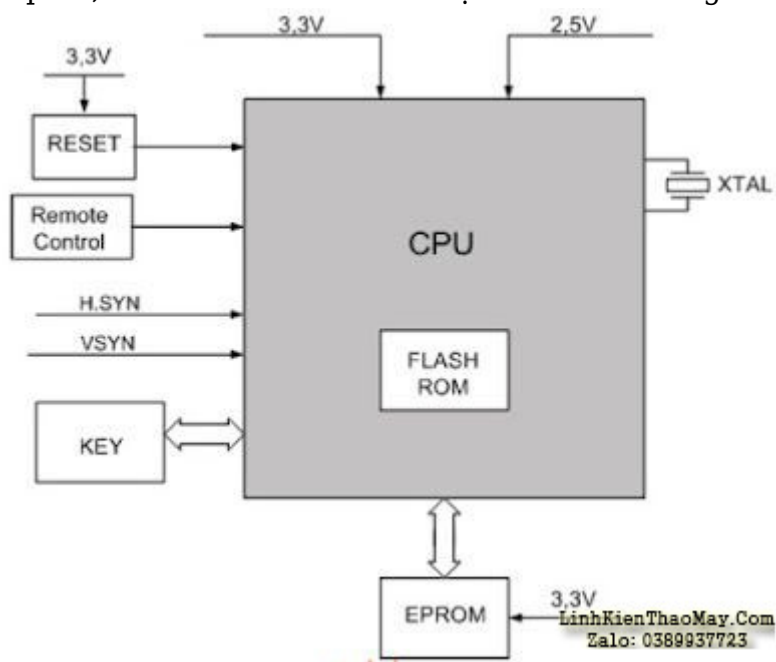 3,3V
2,5V
3,3V
RESET
XTAL
Remote
Control
CPU
H.SYN
VSYN
FLASH
ROM
KEY
EPROM
3,3V
LinhKienThaoMay.Com
Zalo: 0389937723